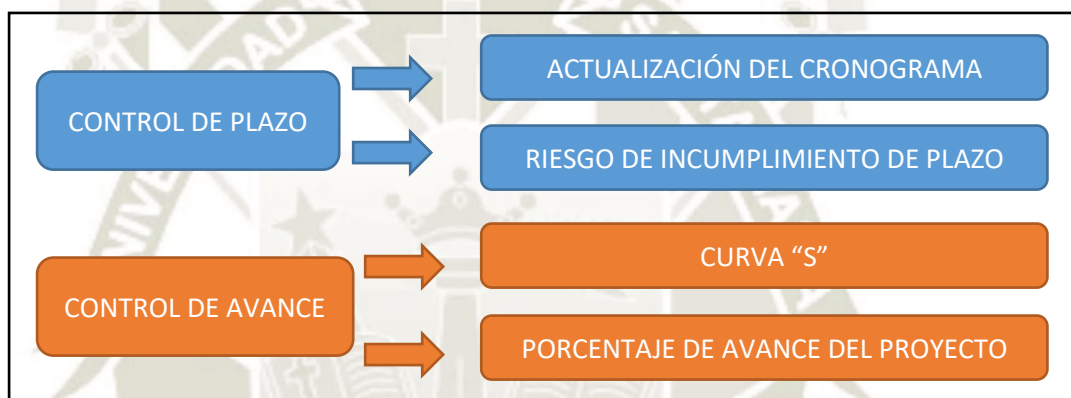 CONTROL DE PLAZO
ACTUALIZACIÓN DEL CRONOGRAMA
RIESGO DE INCUMPLIMIENTO DE PLAZO
CONTROL DE AVANCE
CURVA “S”
PORCENTAJE DE AVANCE DEL PROYECTO